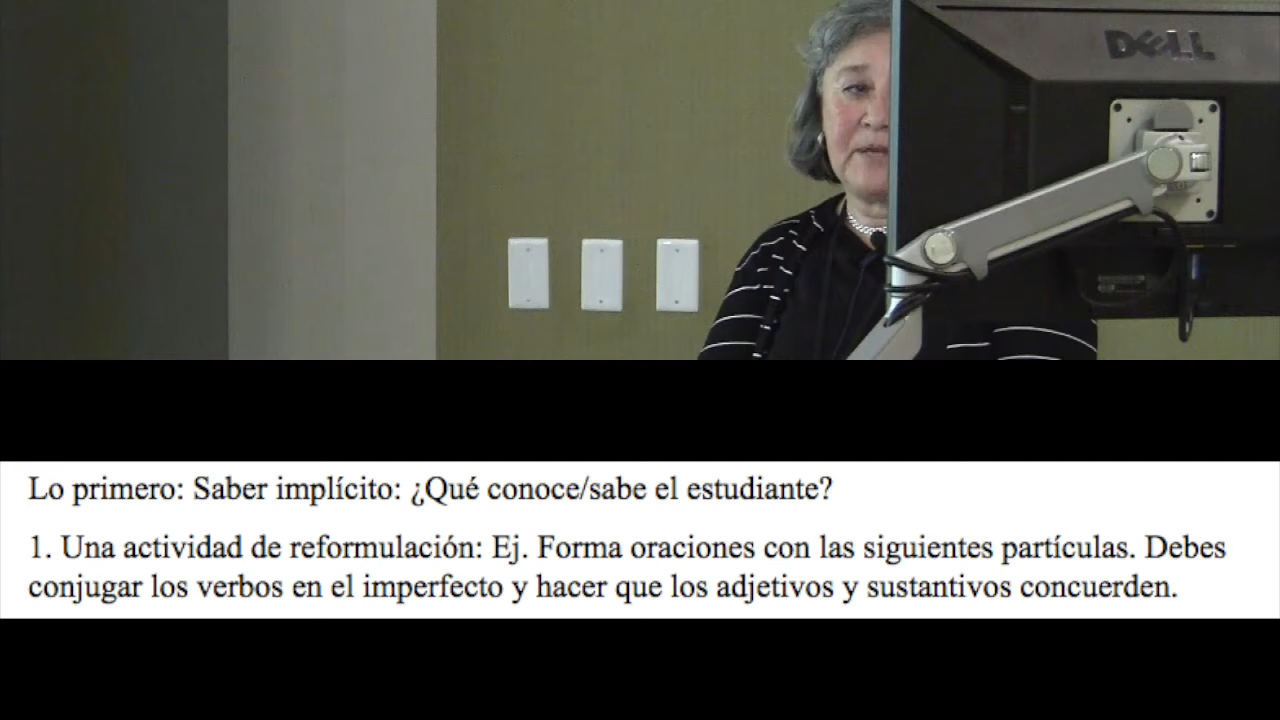 DELL
Lo primero: Saber implícito: ¿Qué conoce/sabe el estudiante?
1. Una actividad de reformulación: Ej. Forma oraciones con las siguientes partículas. Debes
conjugar los verbos en el imperfecto y hacer que los adjetivos y sustantivos concuerden.